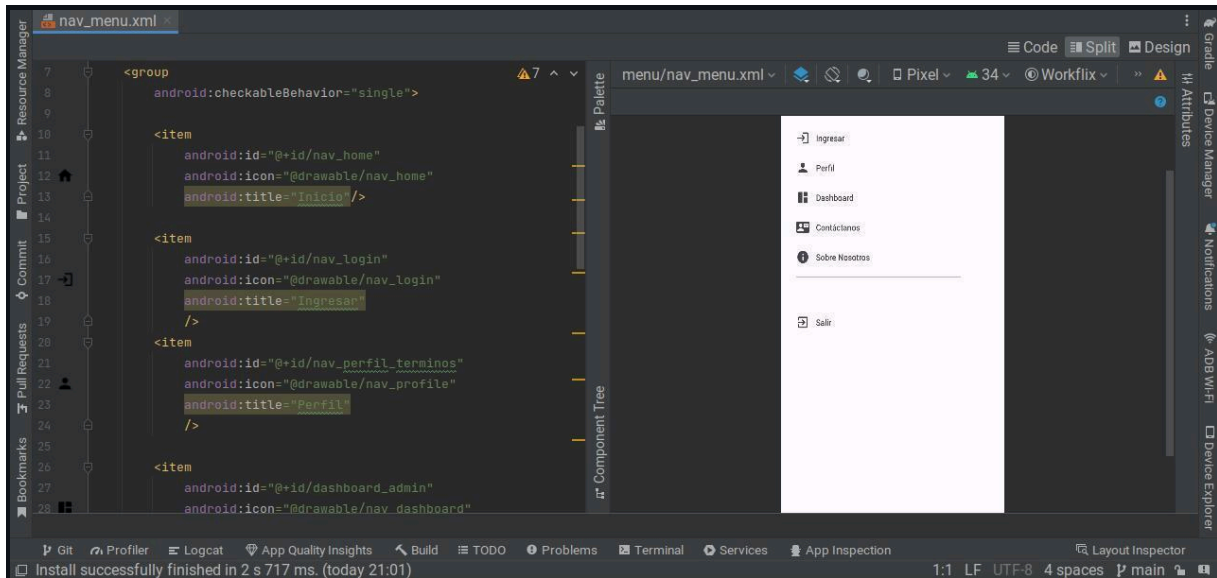 nav_menu.xml
Code Split Design
7 <group
8 android:checkableBehavior="single">
9
10 <item
11 android:id="@+id/nav_home"
12 android:icon="@drawable/nav_home"
13 android:title="Inicio"/>
14
15 <item
16 android:id="@+id/nav_login"
17 android:icon="@drawable/nav_login"
18 android:title="Ingresar"
19 />
20 <item
21 android:id="@+id/nav_perfil_terminos"
22 android:icon="@drawable/nav_profile"
23 android:title="Perfil"
24 />
25
26 <item
27 android:id="@+id/dashboard_admin"
28 android:icon="@drawable/nav_dashboard"
7
Resource Manager
Project
Commit
Pull Requests
Bookmarks
Palette
Component Tree
menu/nav_menu.xml Pixel 34 Workflix
Ingresar
Perfil
Dashboard
Contáctanos
Sobre Nosotros
Salir
Attributes
Gradle
Device Manager
Notifications
ADB Wi-Fi
Device Explorer
Git Profiler Logcat App Quality Insights Build TODO Problems Terminal Services App Inspection Layout Inspector
Install successfully finished in 2 s 717 ms. (today 21:01) 1:1 LF UTF-8 4 spaces main